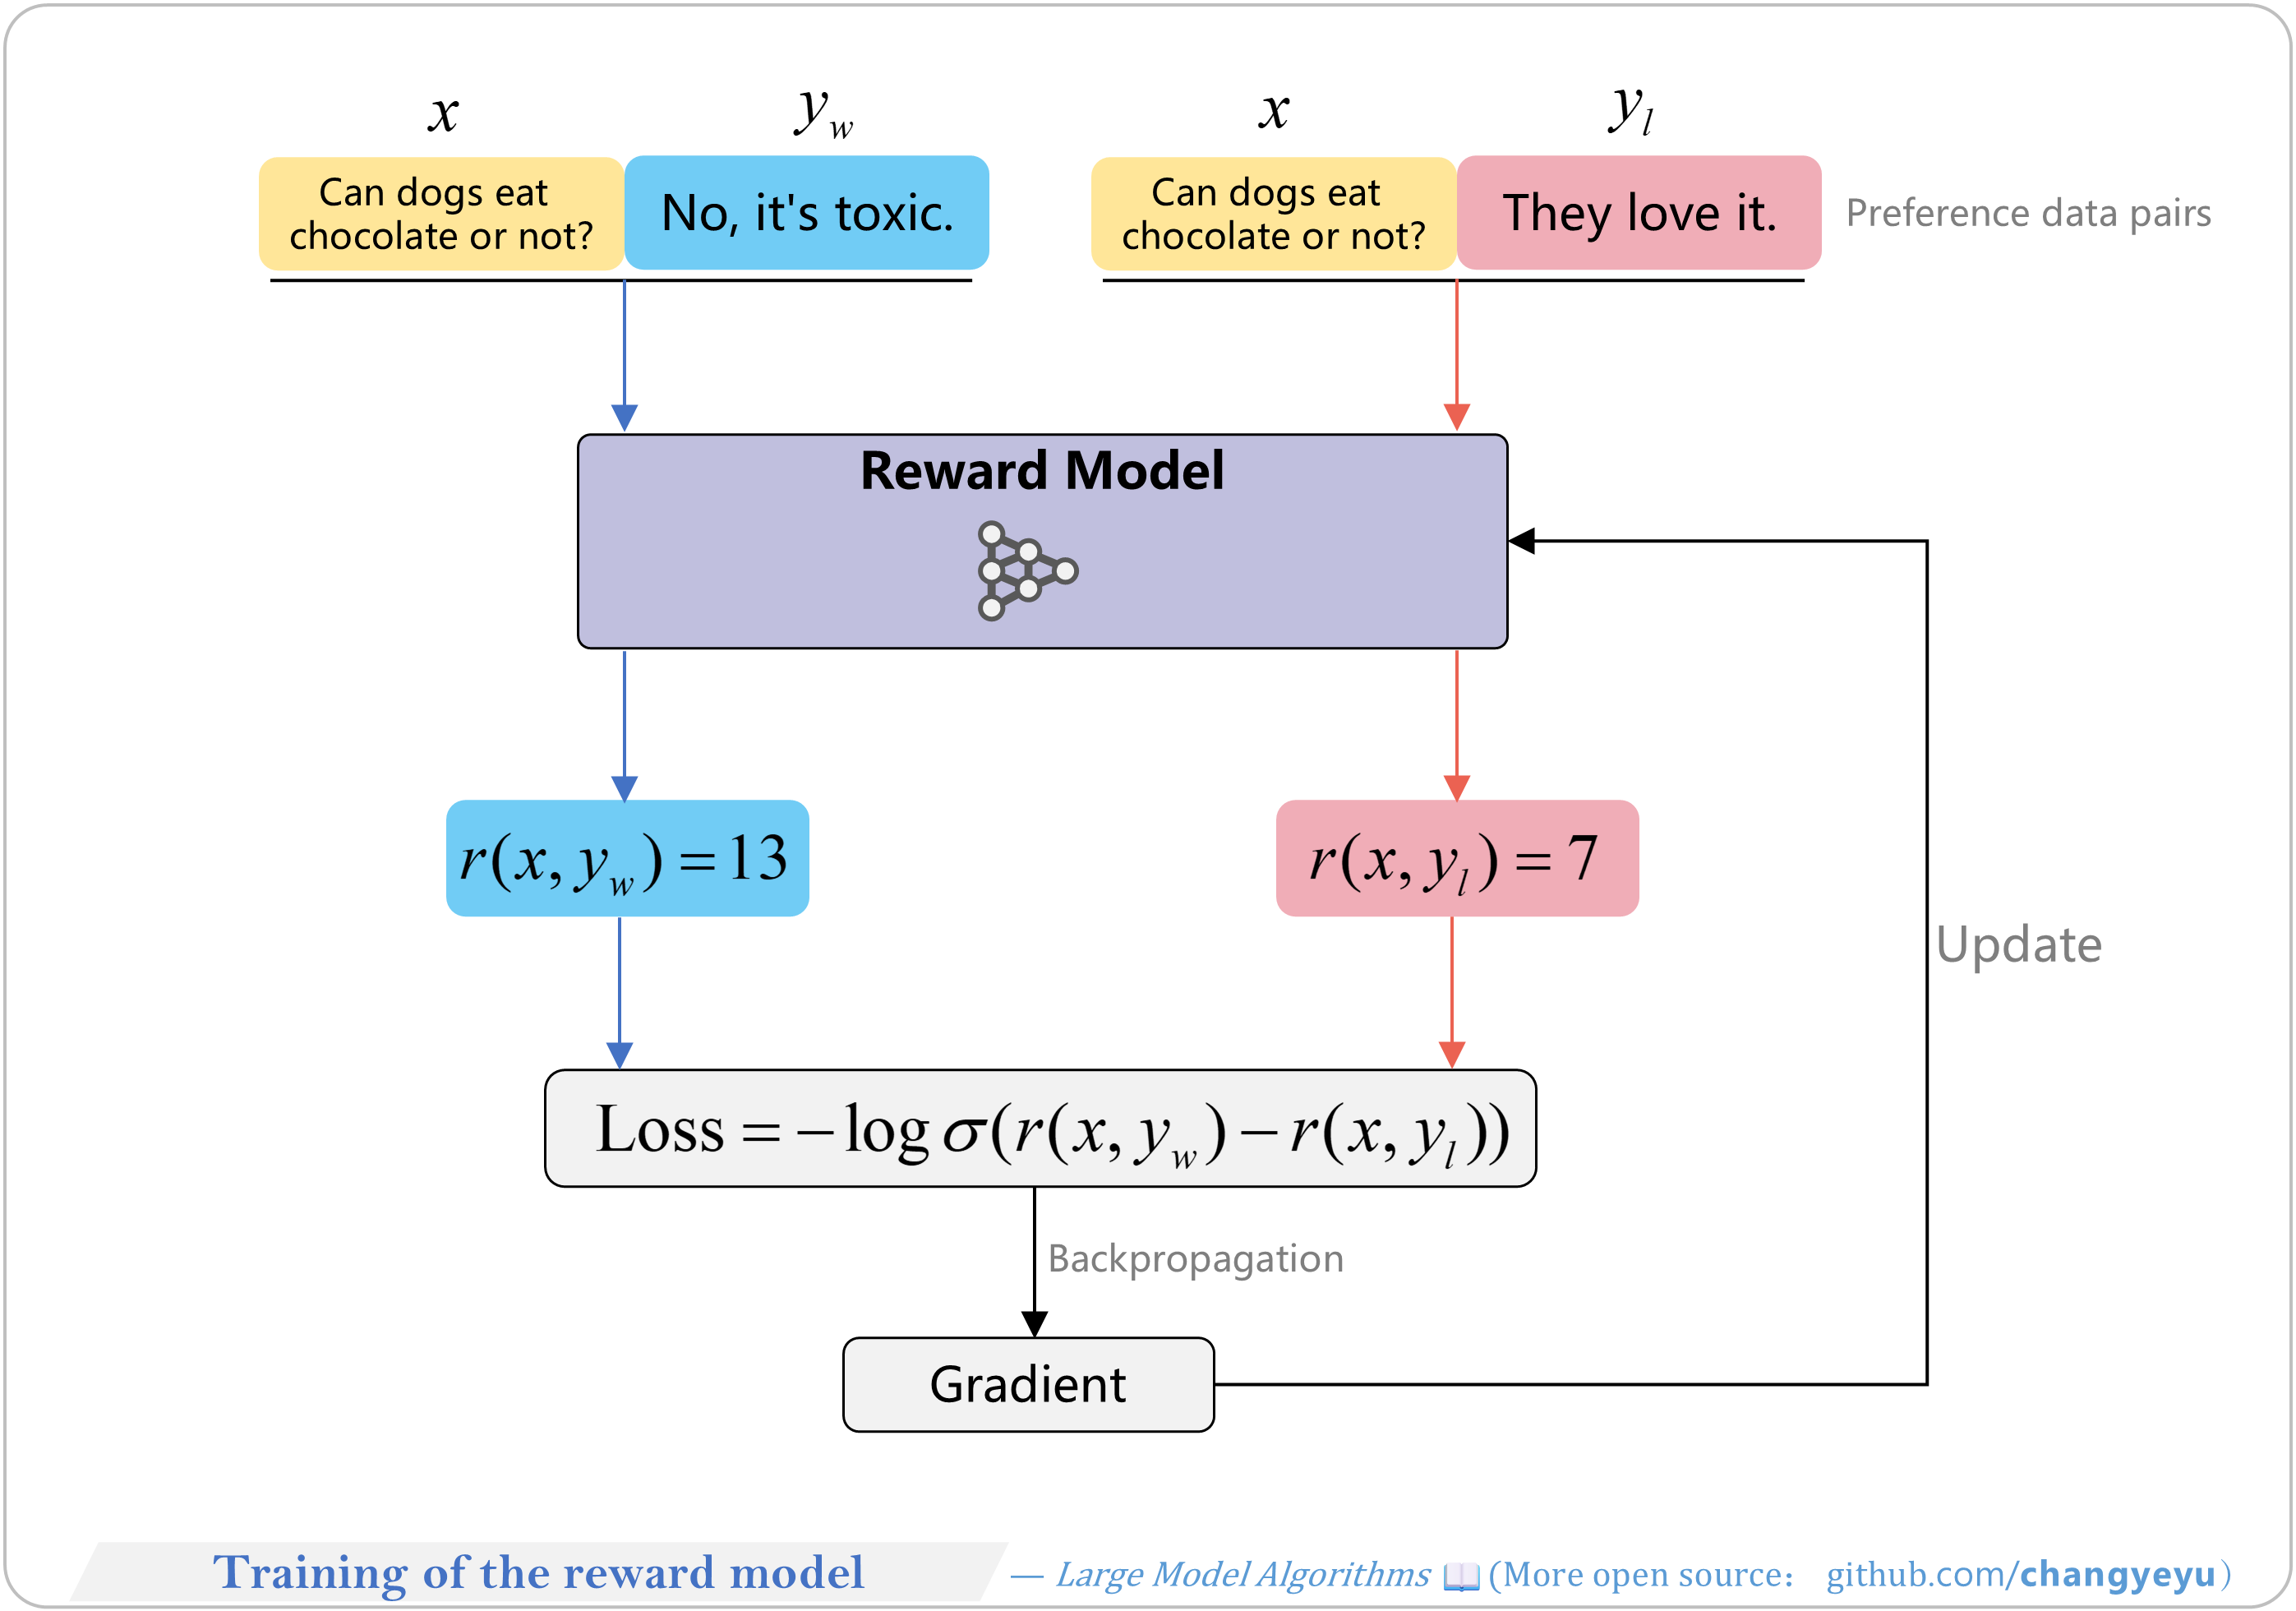 x
y_w
x
y_l
Can dogs eat
chocolate or not?
No, it's toxic.
Can dogs eat
chocolate or not?
They love it.
Preference data pairs
Reward Model
r(x, y_w) = 13
r(x, y_l) = 7
Update
Loss = −log σ(r(x, y_w) − r(x, y_l))
Backpropagation
Gradient
Training of the reward model
— Large Model Algorithms 📖 (More open source: github.com/changyeyu)